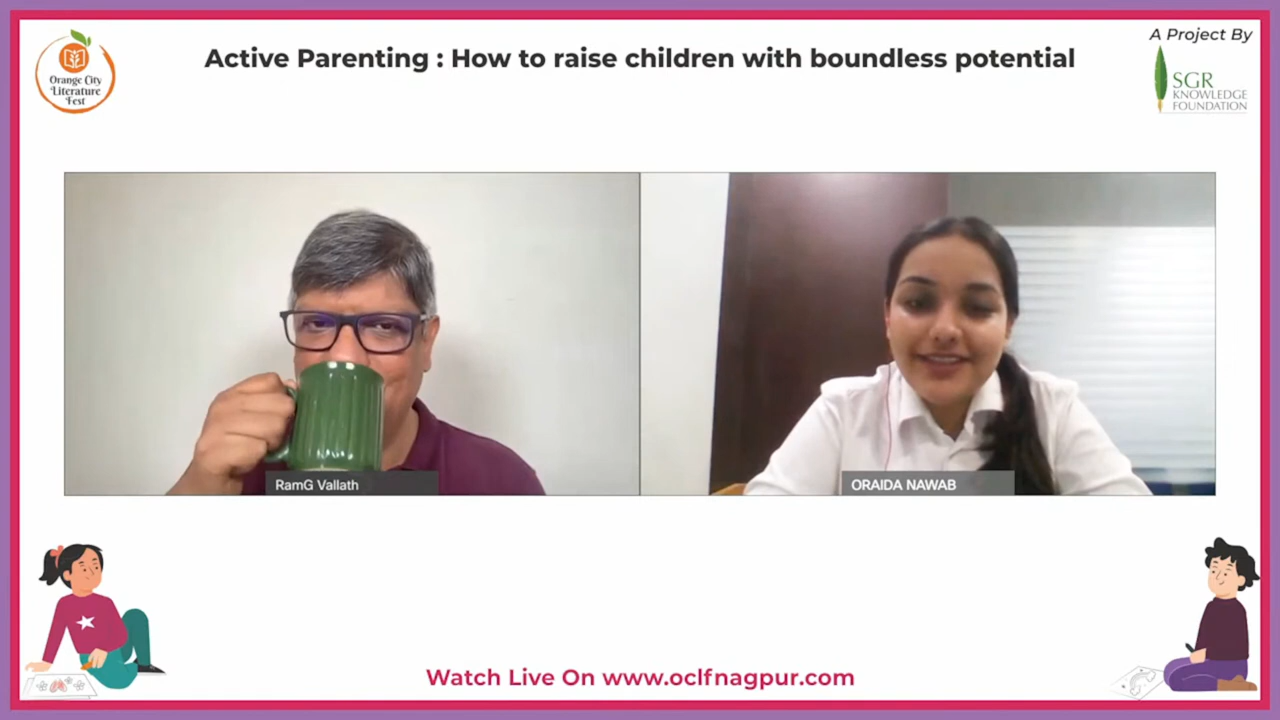 Orange City
Literature
Fest
Active Parenting : How to raise children with boundless potential
A Project By
SGR
KNOWLEDGE
FOUNDATION
RamG Vallath
ORAIDA NAWAB
Watch Live On www.oclfnagpur.com